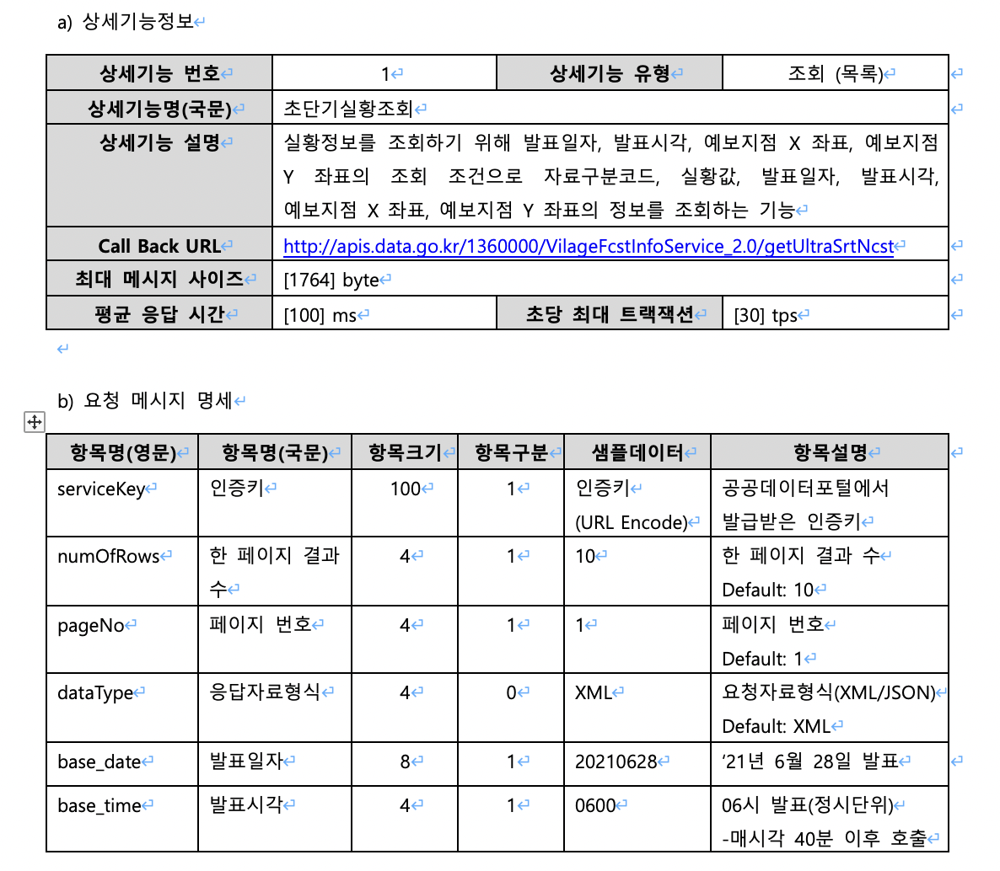 a) 상세기능정보
상세기능 번호 1 상세기능 유형 조회 (목록)
상세기능명(국문) 초단기실황조회
상세기능 설명 실황정보를 조회하기 위해 발표일자, 발표시각, 예보지점 X 좌표, 예보지점
Y 좌표의 조회 조건으로 자료구분코드, 실황값, 발표일자, 발표시각,
예보지점 X 좌표, 예보지점 Y 좌표의 정보를 조회하는 기능
Call Back URL http://apis.data.go.kr/1360000/VilageFcstInfoService_2.0/getUltraSrtNcst
최대 메시지 사이즈 [1764] byte
평균 응답 시간 [100] ms 초당 최대 트랙잭션 [30] tps
b) 요청 메시지 명세
항목명(영문) 항목명(국문) 항목크기 항목구분 샘플데이터 항목설명
serviceKey 인증키 100 1 인증키 공공데이터포털에서
(URL Encode) 발급받은 인증키
numOfRows 한 페이지 결과 4 1 10 한 페이지 결과 수
수 Default: 10
pageNo 페이지 번호 4 1 1 페이지 번호
Default: 1
dataType 응답자료형식 4 0 XML 요청자료형식(XML/JSON)
Default: XML
base_date 발표일자 8 1 20210628 ‘21년 6월 28일 발표
base_time 발표시각 4 1 0600 06시 발표(정시단위)
-매시각 40분 이후 호출